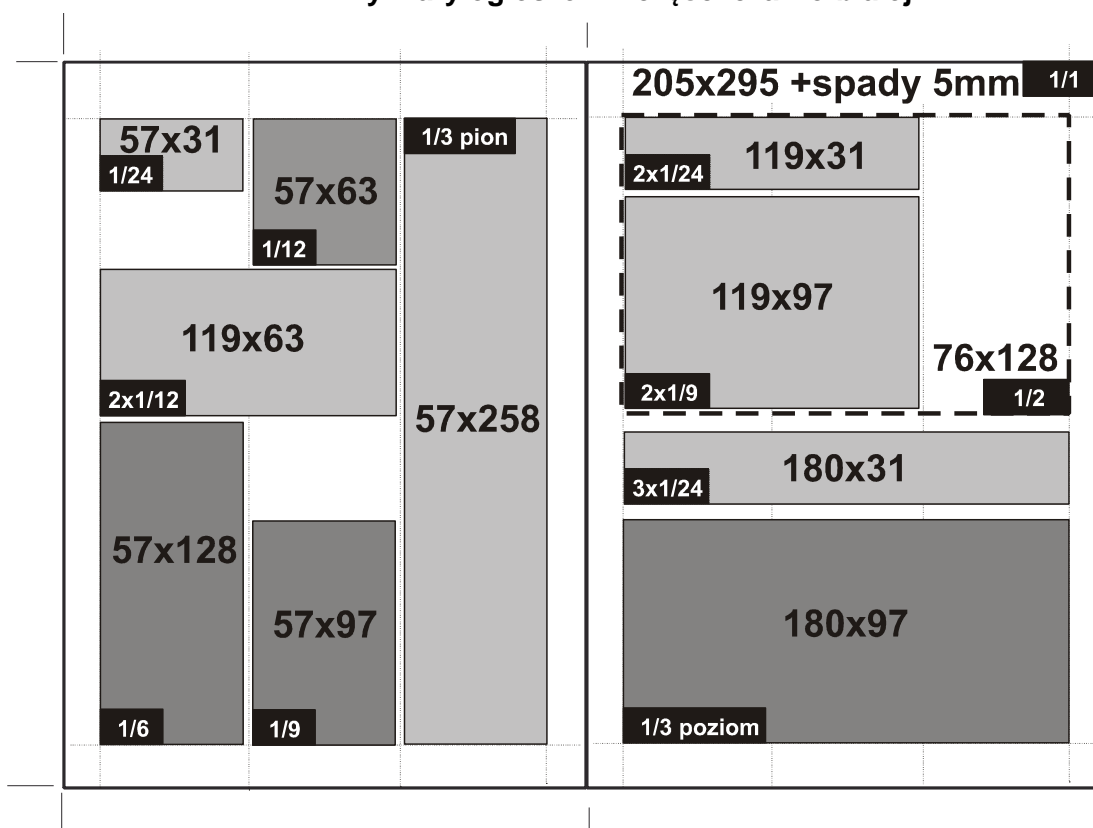 57x31
1/24
57x63
1/12
1/3 pion
57x258
119x63
2x1/12
57x128
1/6
57x97
1/9
205x295 +spady 5mm
1/1
119x31
2x1/24
119x97
2x1/9
76x128
1/2
180x31
3x1/24
180x97
1/3 poziom